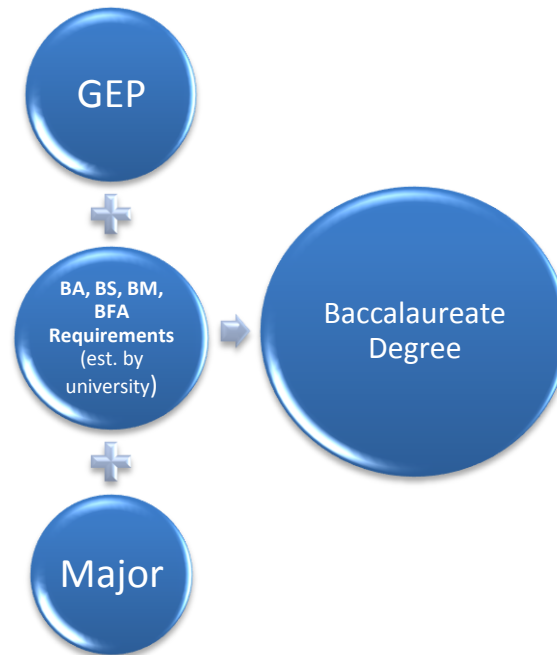 GEP
BA, BS, BM,
BFA
Requirements
(est. by
university)
Baccalaureate
Degree
Major